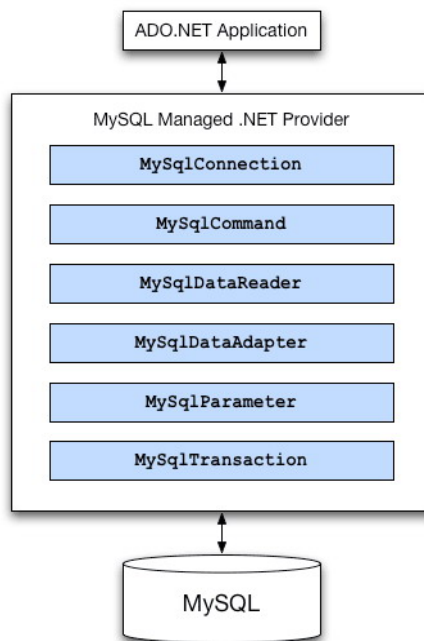 ADO.NET Application
MySQL Managed .NET Provider
MySqlConnection
MySqlCommand
MySqlDataReader
MySqlDataAdapter
MySqlParameter
MySqlTransaction
MySQL